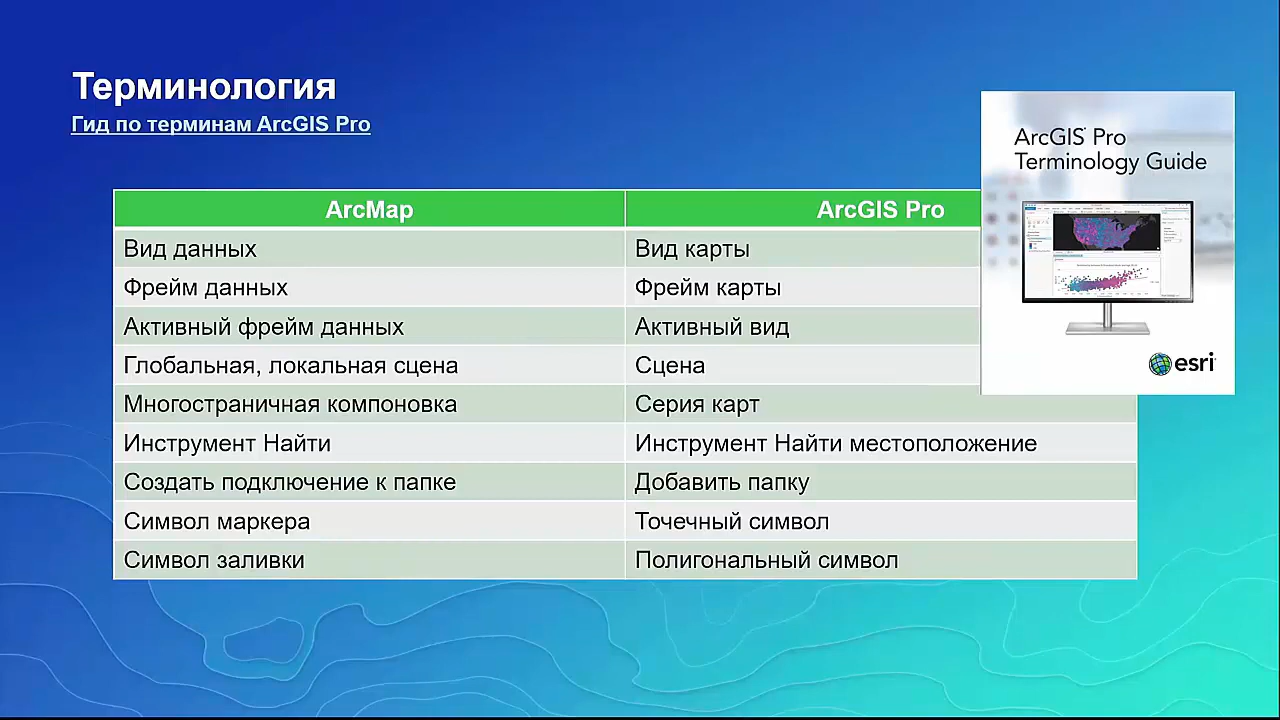 Терминология
Гид по терминам ArcGIS Pro
ArcGIS Pro
Terminology Guide
esri
ArcMap ArcGIS Pro
Вид данных Вид карты
Фрейм данных Фрейм карты
Активный фрейм данных Активный вид
Глобальная, локальная сцена Сцена
Многостраничная компоновка Серия карт
Инструмент Найти Инструмент Найти местоположение
Создать подключение к папке Добавить папку
Символ маркера Точечный символ
Символ заливки Полигональный символ